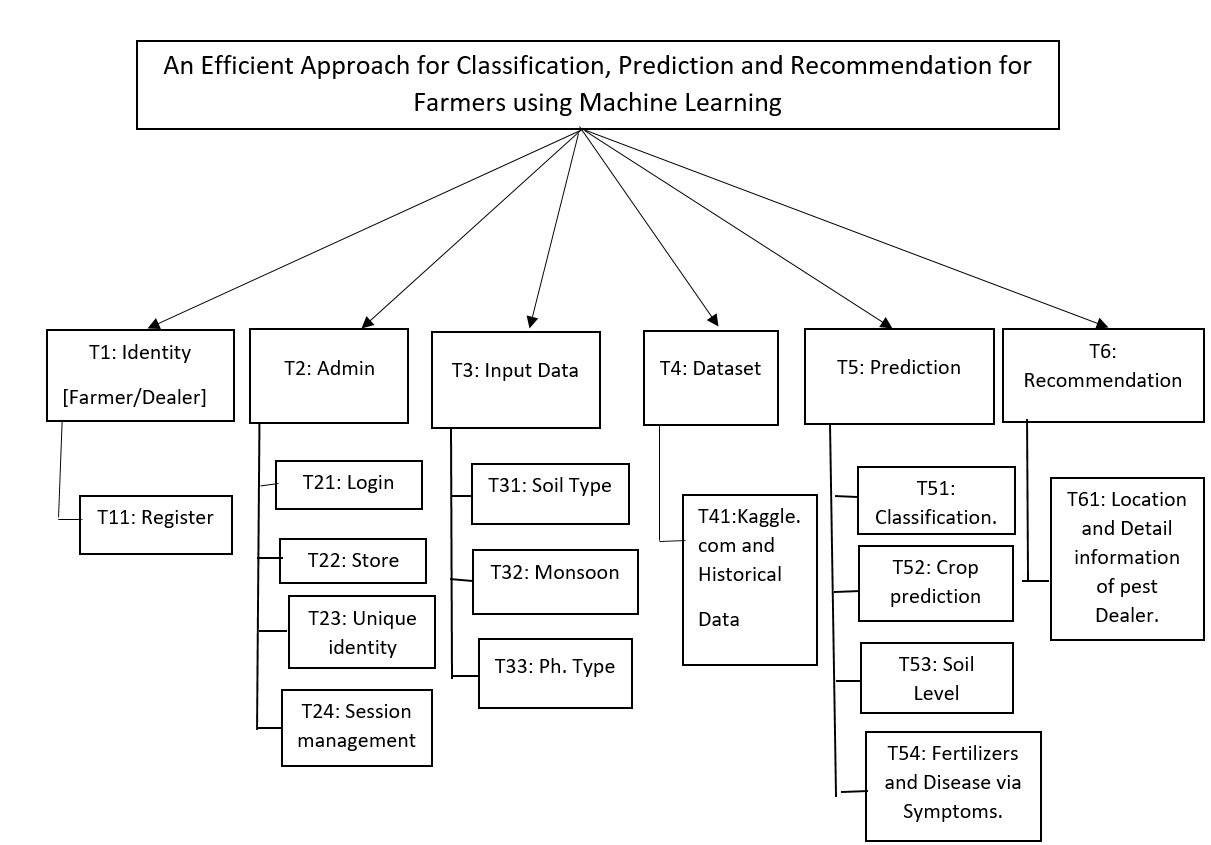 An Efficient Approach for Classification, Prediction and Recommendation for
Farmers using Machine Learning
T1: Identity
[Farmer/Dealer]
T2: Admin
T3: Input Data
T4: Dataset
T5: Prediction
T6:
Recommendation
T11: Register
T21: Login
T22: Store
T23: Unique
identity
T24: Session
management
T31: Soil Type
T32: Monsoon
T33: Ph. Type
T41:Kaggle.
com and
Historical
Data
T51:
Classification.
T52: Crop
prediction
T53: Soil
Level
T54: Fertilizers
and Disease via
Symptoms.
T61: Location
and Detail
information
of pest
Dealer.